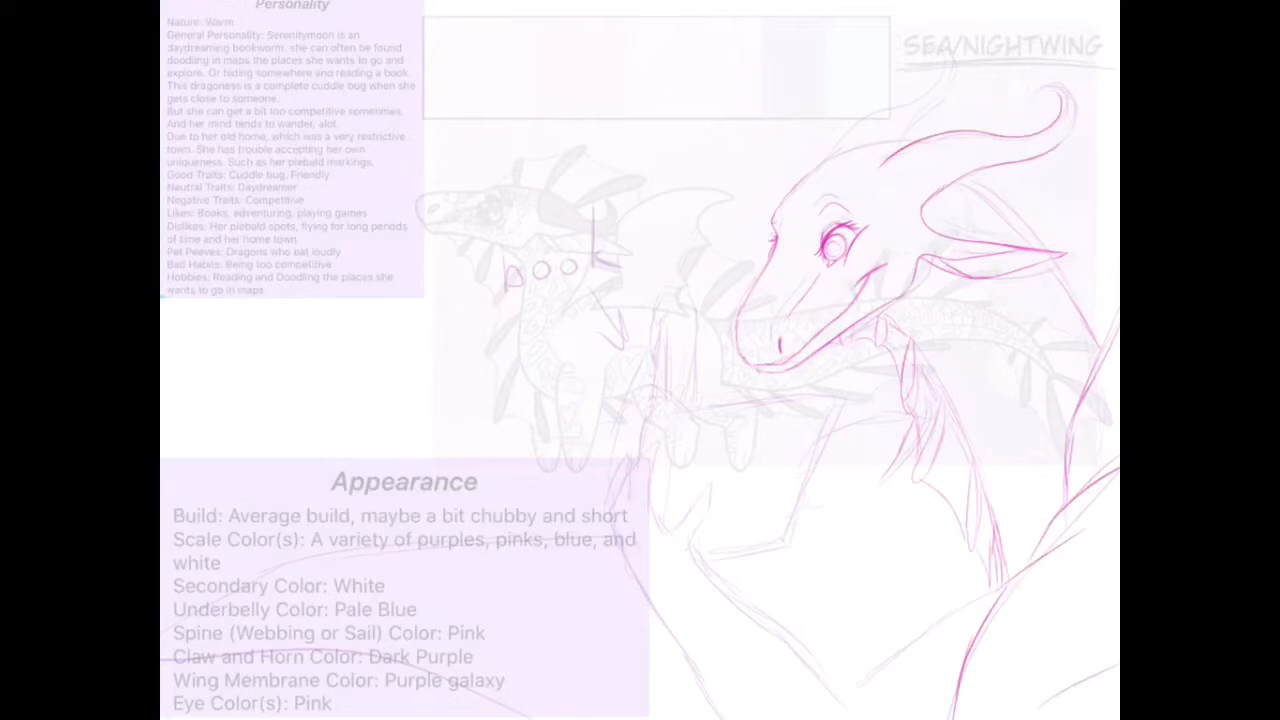 Personality
Nature: Warm
General Personality: Serenitymoon is an
daydreaming bookworm. she can often be found
doodling in maps the places she wants to go and
explore. Or hiding somewhere and reading a book.
This dragoness is a complete cuddle bug when she
gets close to someone.
But she can get a bit too competitive sometimes.
And her mind tends to wander, alot.
Due to her old home, which was a very restrictive
town. She has trouble accepting her own
uniqueness. Such as her piebald markings.
Good Traits: Cuddle bug, Friendly
Neutral Traits: Daydreamer
Negative Traits: Competitive
Likes: Books, adventuring, playing games
Dislikes: Her piebald spots, flying for long periods
of time and her home town
Pet Peeves: Dragons who eat loudly
Bad Habits: Being too competitive
Hobbies: Reading and Doodling the places she
wants to go in maps
SEA/NIGHTWING
Appearance
Build: Average build, maybe a bit chubby and short
Scale Color(s): A variety of purples, pinks, blue, and
white
Secondary Color: White
Underbelly Color: Pale Blue
Spine (Webbing or Sail) Color: Pink
Claw and Horn Color: Dark Purple
Wing Membrane Color: Purple galaxy
Eye Color(s): Pink